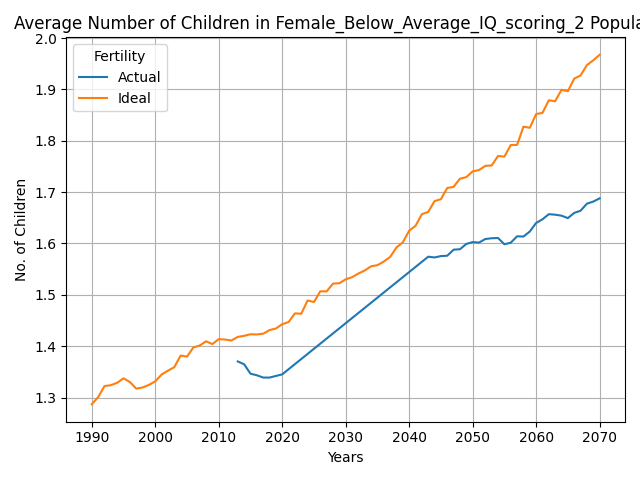 Average Number of Children in Female_Below_Average_IQ_scoring_2 Popula
2.0
1.9
1.8
1.7
1.6
1.5
1.4
1.3
No. of Children
Fertility
Actual
Ideal
1990 2000 2010 2020 2030 2040 2050 2060 2070
Years